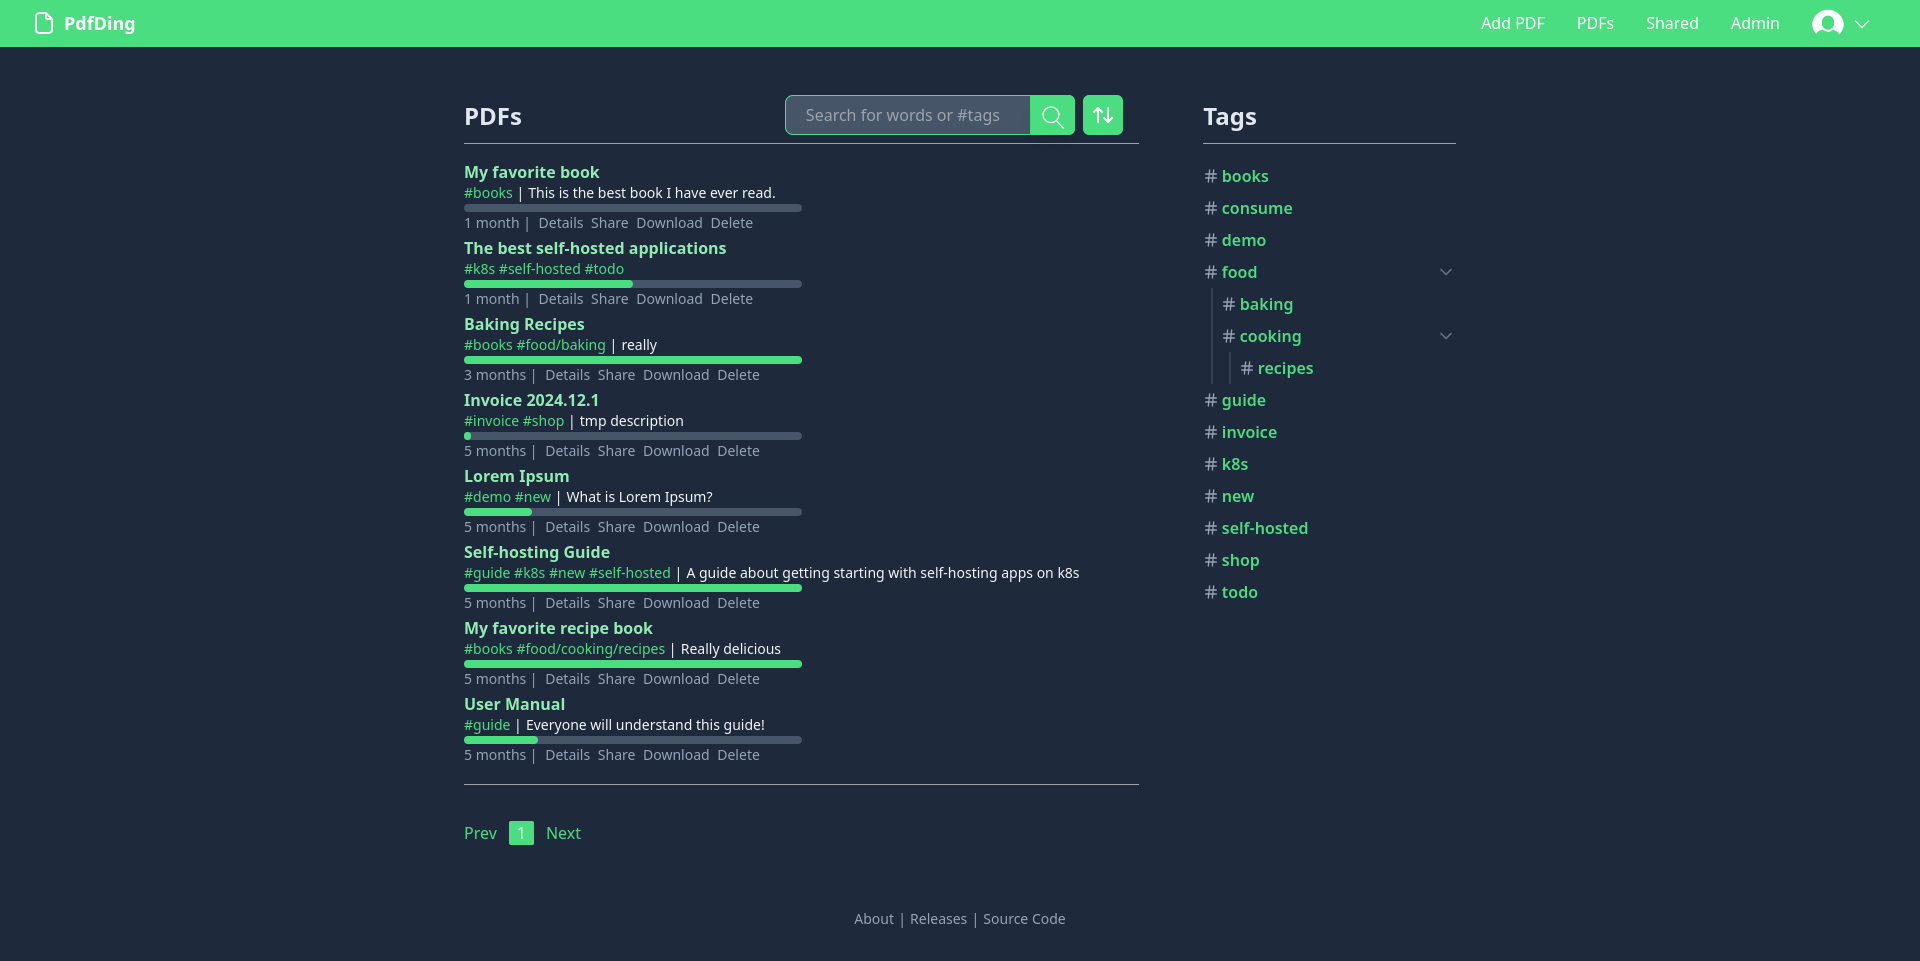 PdfDing
Add PDF PDFs Shared Admin
PDFs
Search for words or #tags
My favorite book
#books | This is the best book I have ever read.
1 month | Details Share Download Delete
The best self-hosted applications
#k8s #self-hosted #todo
1 month | Details Share Download Delete
Baking Recipes
#books #food/baking | really
3 months | Details Share Download Delete
Invoice 2024.12.1
#invoice #shop | tmp description
5 months | Details Share Download Delete
Lorem Ipsum
#demo #new | What is Lorem Ipsum?
5 months | Details Share Download Delete
Self-hosting Guide
#guide #k8s #new #self-hosted | A guide about getting starting with self-hosting apps on k8s
5 months | Details Share Download Delete
My favorite recipe book
#books #food/cooking/recipes | Really delicious
5 months | Details Share Download Delete
User Manual
#guide | Everyone will understand this guide!
5 months | Details Share Download Delete
Prev 1 Next
Tags
# books
# consume
# demo
# food
# baking
# cooking
# recipes
# guide
# invoice
# k8s
# new
# self-hosted
# shop
# todo
About | Releases | Source Code